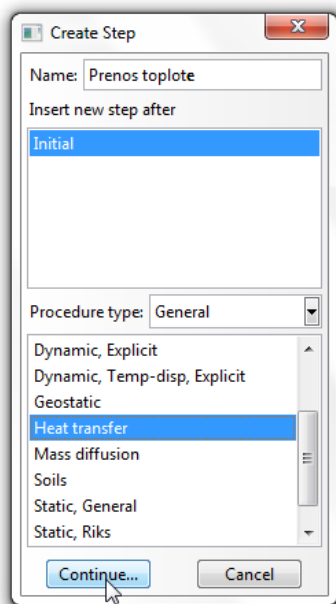 Create Step
Name: Prenos toplote
Insert new step after
Initial
Procedure type: General
Dynamic, Explicit
Dynamic, Temp-disp, Explicit
Geostatic
Heat transfer
Mass diffusion
Soils
Static, General
Static, Riks
Continue... Cancel